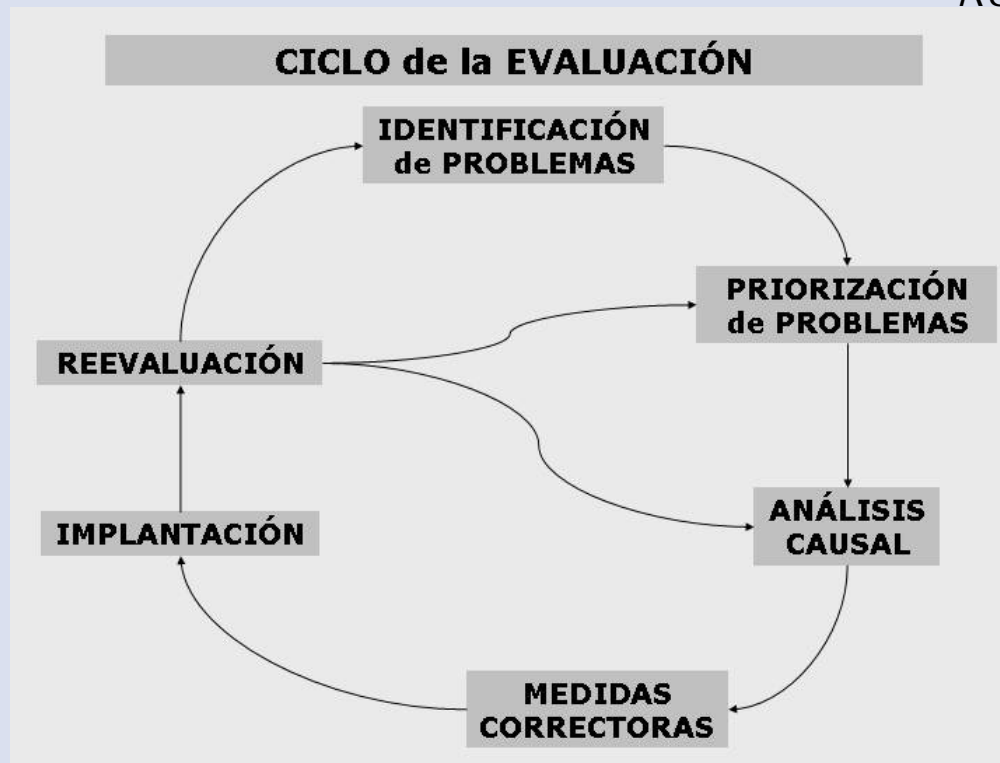 CICLO de la EVALUACIÓN
IDENTIFICACIÓN
de PROBLEMAS
PRIORIZACIÓN
de PROBLEMAS
REEVALUACIÓN
ANÁLISIS
CAUSAL
IMPLANTACIÓN
MEDIDAS
CORRECTORAS